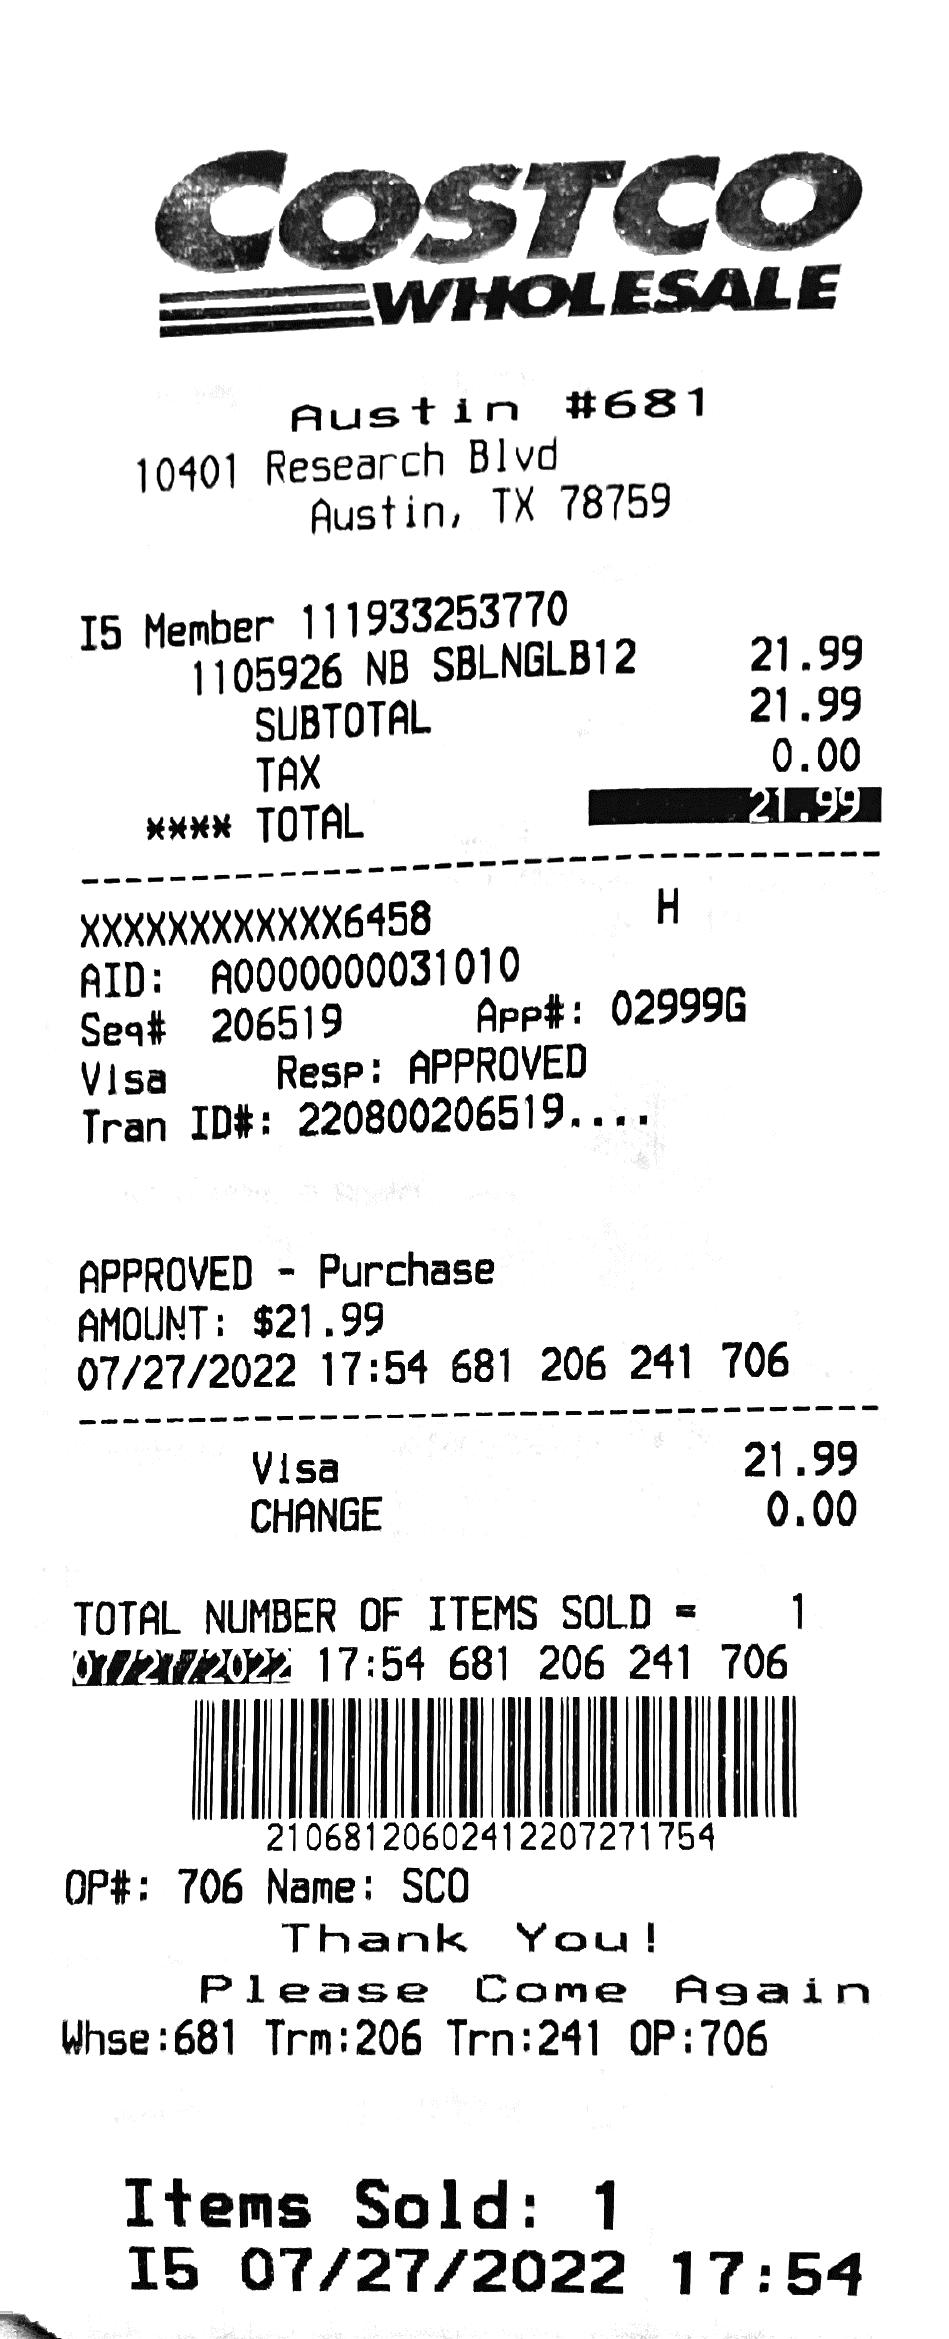 COSTCO
WHOLESALE
Austin #681
10401 Research Blvd
Austin, TX 78759
I5 Member 111933253770
1105926 NB SBLNGLB12 21.99
SUBTOTAL 21.99
TAX 0.00
**** TOTAL 21.99
XXXXXXXXXXXX6458 H
AID: A0000000031010
Seq# 206519 App#: 02999G
Visa Resp: APPROVED
Tran ID#: 220800206519....
APPROVED - Purchase
AMOUNT: $21.99
07/27/2022 17:54 681 206 241 706
Visa 21.99
CHANGE 0.00
TOTAL NUMBER OF ITEMS SOLD = 1
07/27/2022 17:54 681 206 241 706
21068120602412207271754
OP#: 706 Name: SCO
Thank You!
Please Come Again
Whse:681 Trm:206 Trn:241 OP:706
Items Sold: 1
I5 07/27/2022 17:54